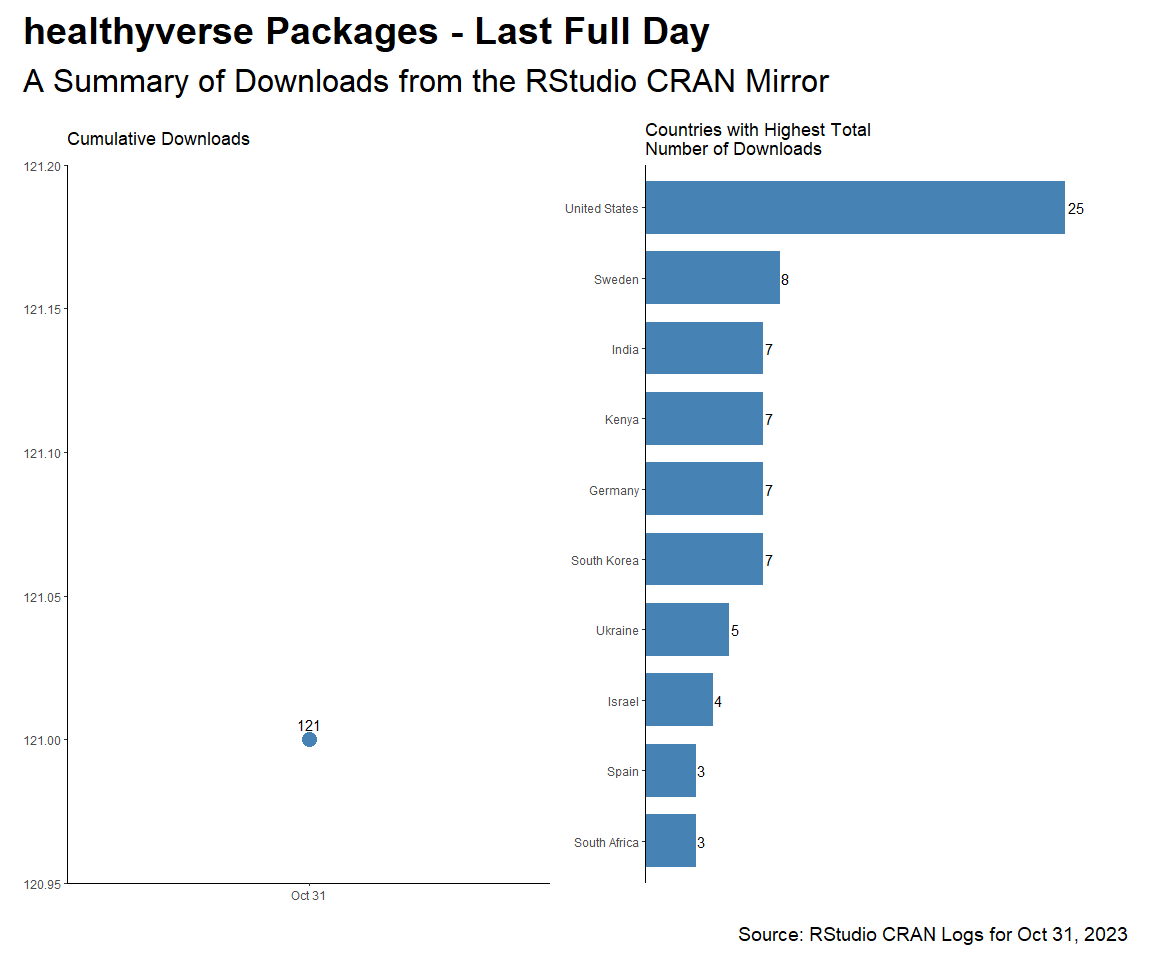 healthyverse Packages - Last Full Day
A Summary of Downloads from the RStudio CRAN Mirror
Cumulative Downloads
121.20
121.15
121.10
121.05
121.00
120.95
121
Oct 31
Countries with Highest Total
Number of Downloads
United States 25
Sweden 8
India 7
Kenya 7
Germany 7
South Korea 7
Ukraine 5
Israel 4
Spain 3
South Africa 3
Source: RStudio CRAN Logs for Oct 31, 2023